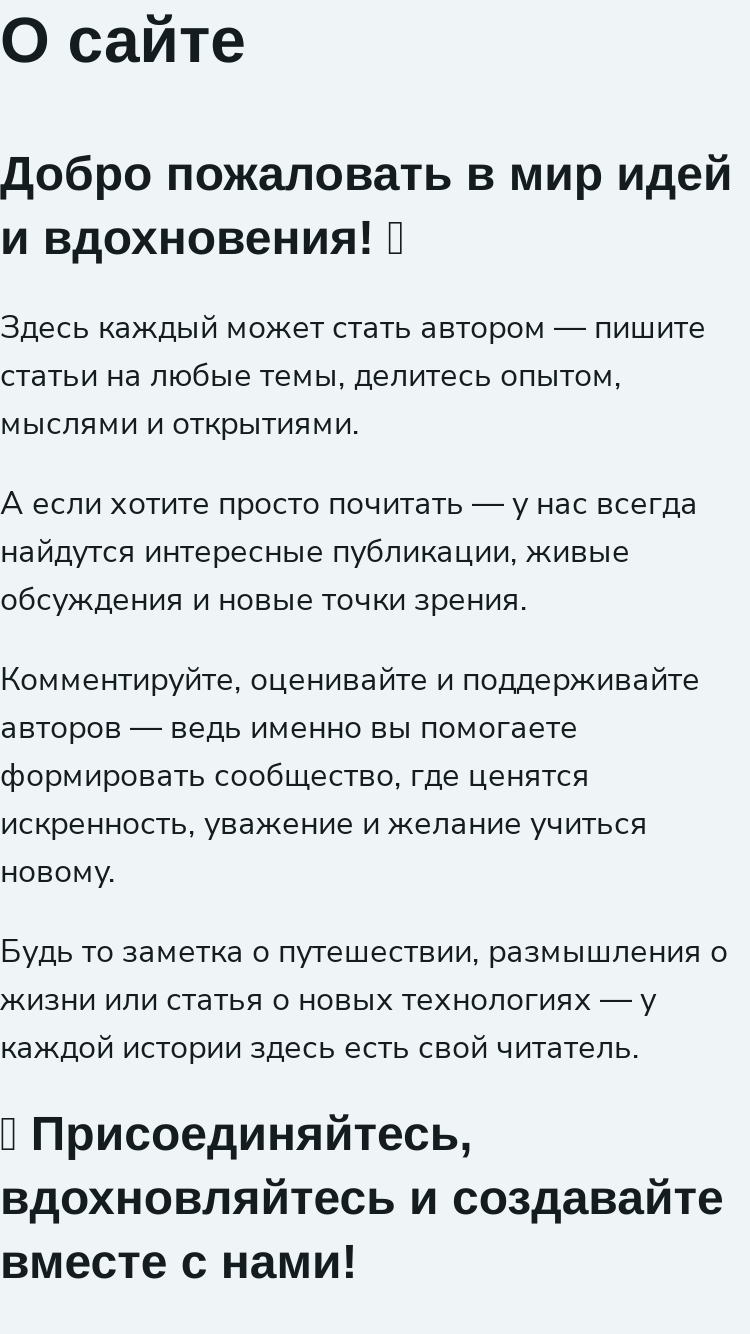 О сайте
Добро пожаловать в мир идей
и вдохновения! 
Здесь каждый может стать автором — пишите
статьи на любые темы, делитесь опытом,
мыслями и открытиями.
А если хотите просто почитать — у нас всегда
найдутся интересные публикации, живые
обсуждения и новые точки зрения.
Комментируйте, оценивайте и поддерживайте
авторов — ведь именно вы помогаете
формировать сообщество, где ценятся
искренность, уважение и желание учиться
новому.
Будь то заметка о путешествии, размышления о
жизни или статья о новых технологиях — у
каждой истории здесь есть свой читатель.
Присоединяйтесь,
вдохновляйтесь и создавайте
вместе с нами!